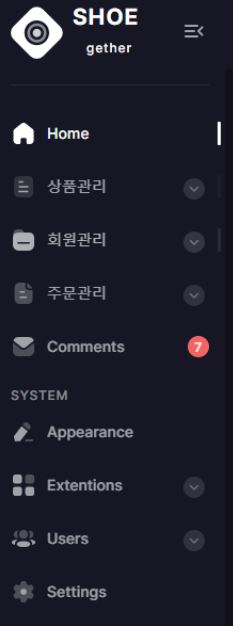 SHOE
gether
Home
상품관리
회원관리
주문관리
Comments 7
SYSTEM
Appearance
Extentions
Users
Settings